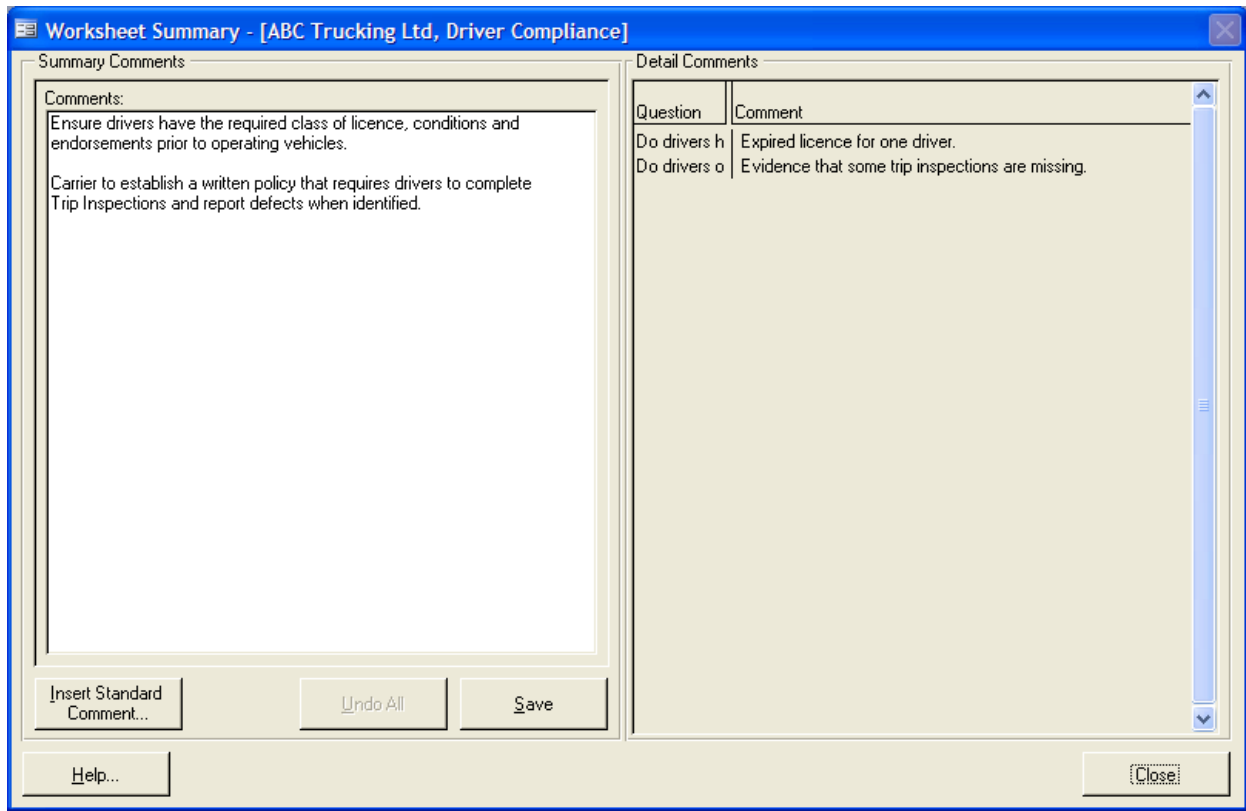 Worksheet Summary - [ABC Trucking Ltd, Driver Compliance]
Summary Comments
Comments:
Ensure drivers have the required class of licence, conditions and
endorsements prior to operating vehicles.
Carrier to establish a written policy that requires drivers to complete
Trip Inspections and report defects when identified.
Insert Standard
Comment...
Undo All
Save
Detail Comments
Question Comment
Do drivers h Expired licence for one driver.
Do drivers o Evidence that some trip inspections are missing.
Help...
Close